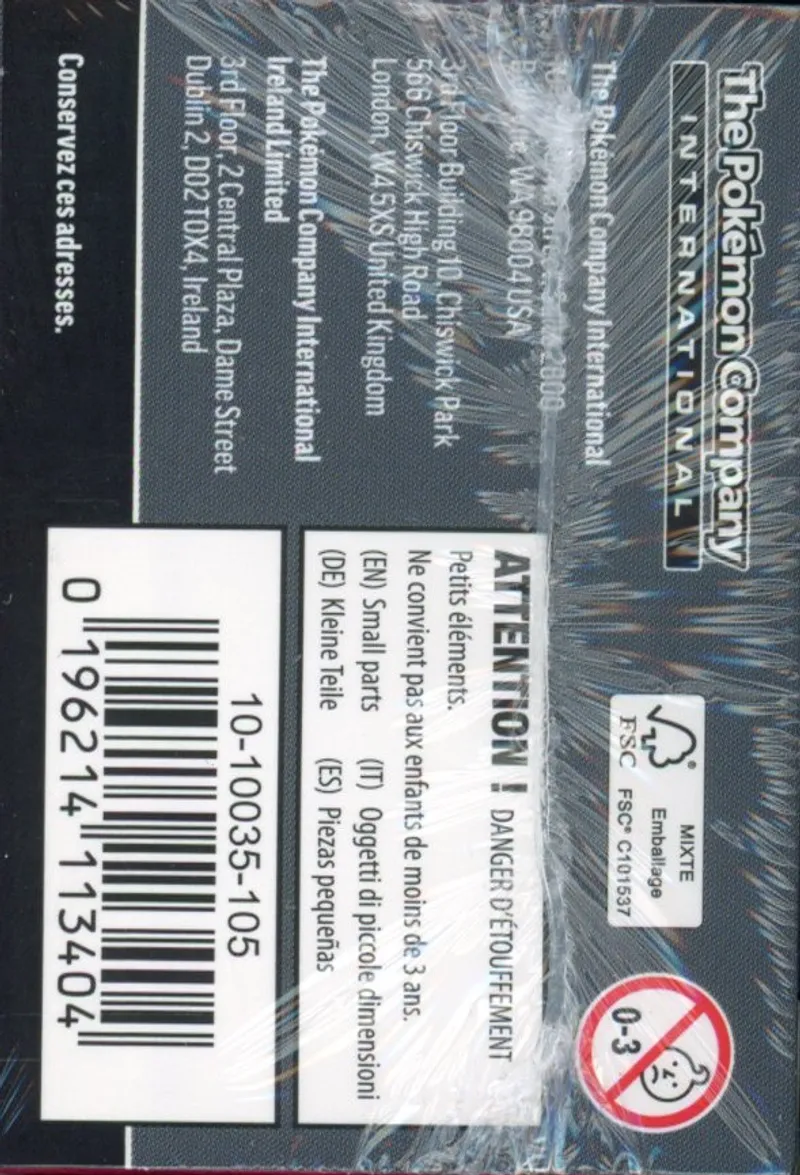 The Pokémon Company
INTERNATIONAL
The Pokémon Company International
2800
WA 98004 USA
3rd Floor Building 10, Chiswick Park
566 Chiswick High Road
London, W4 5XS United Kingdom
The Pokémon Company International
Ireland Limited
3rd Floor, 2 Central Plaza, Dame Street
Dublin 2, D02 T0X4, Ireland
Conservez ces adresses.
MIXTE
Emballage
FSC® C101537
FSC
0-3
ATTENTION ! DANGER D'ÉTOUFFEMENT
Petits éléments.
Ne convient pas aux enfants de moins de 3 ans.
(EN) Small parts (IT) Oggetti di piccole dimensioni
(DE) Kleine Teile (ES) Piezas pequeñas
10-10035-105
0 196214 113404